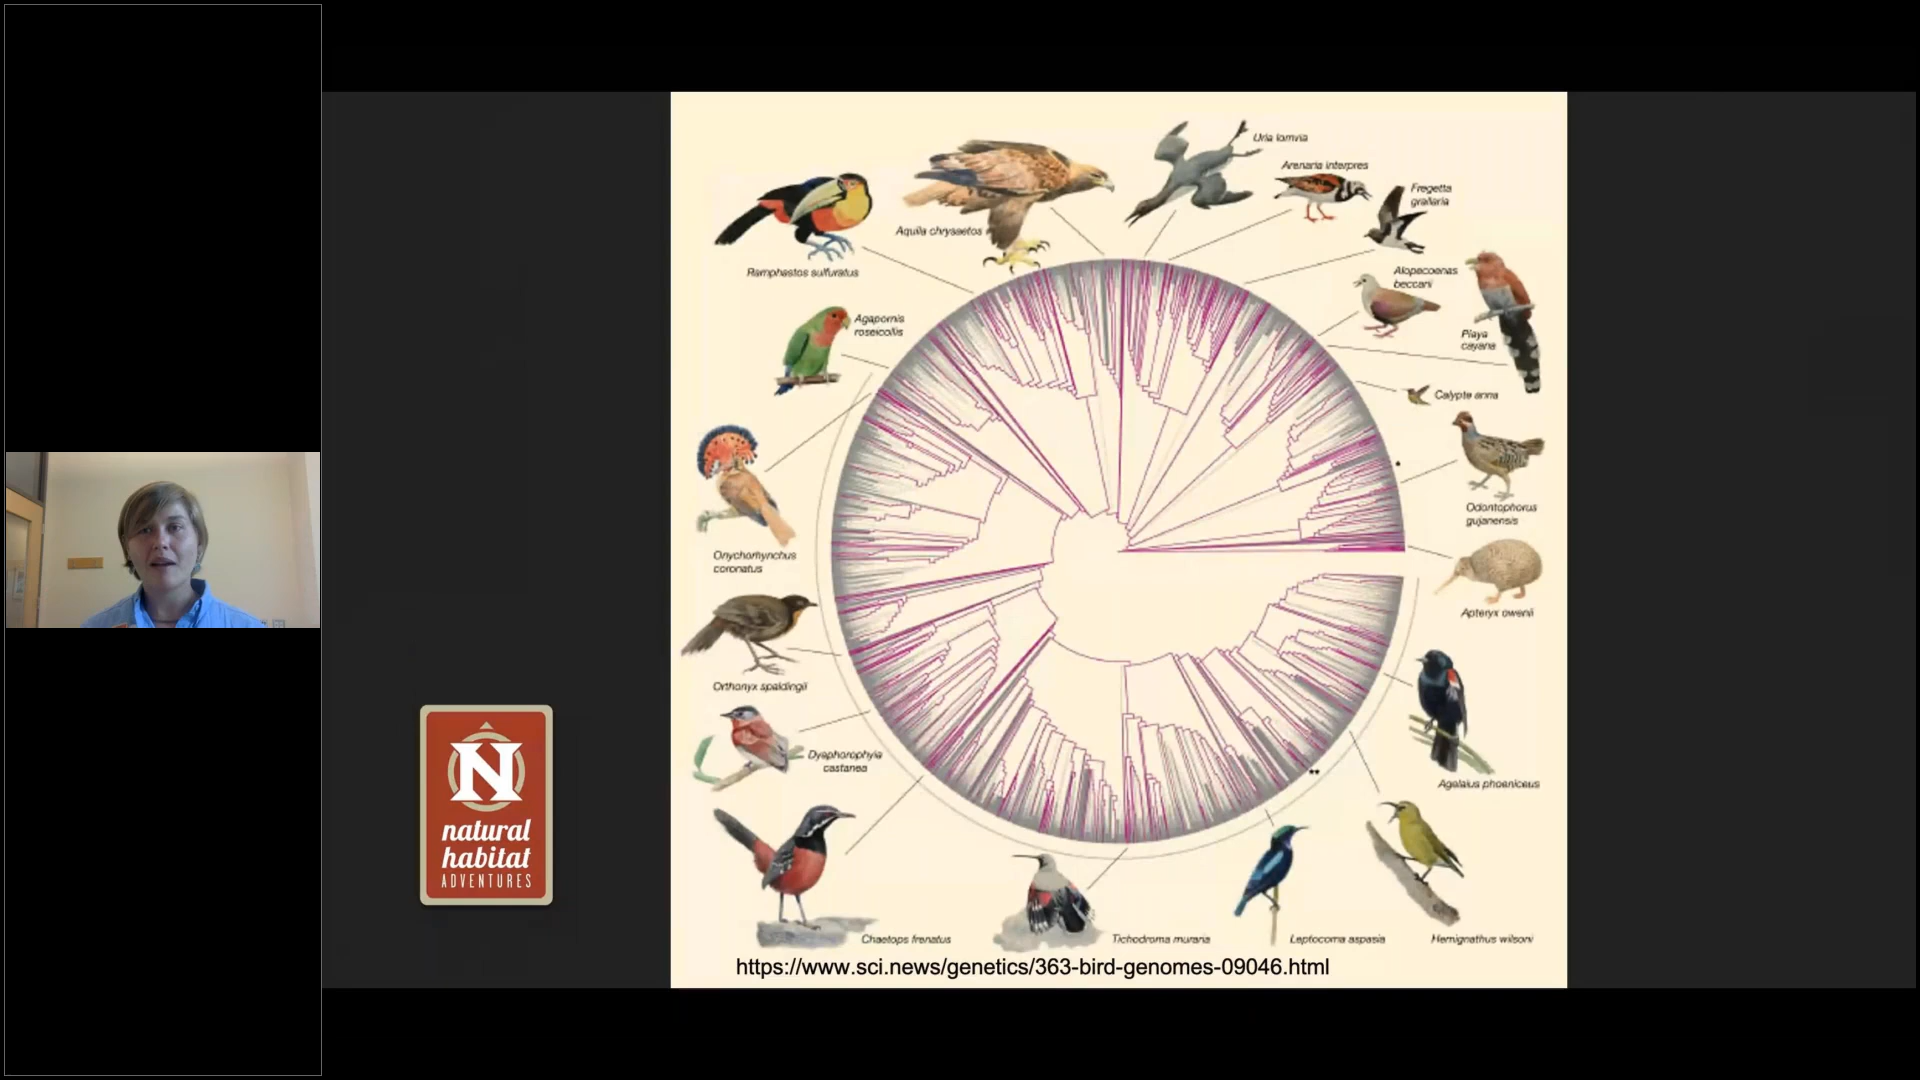 Uria lomvia
Arenaria interpres
Fregetta
grallaria
Aquila chrysaetos
Ramphastos sulfuratus
Alopecoenas
beccarii
Agapornis
roseicollis
Piaya
cayana
Calypte anna
Odontophorus
gujanensis
Onychorhynchus
coronatus
Apteryx owenii
Orthonyx spaldingii
Dyaphorophyia
castanea
Agelaius phoeniceus
N
natural
habitat
ADVENTURES
Chaetops frenatus
Tichodroma muraria
Leptocoma aspasia
Hemignathus wilsoni
https://www.sci.news/genetics/363-bird-genomes-09046.html